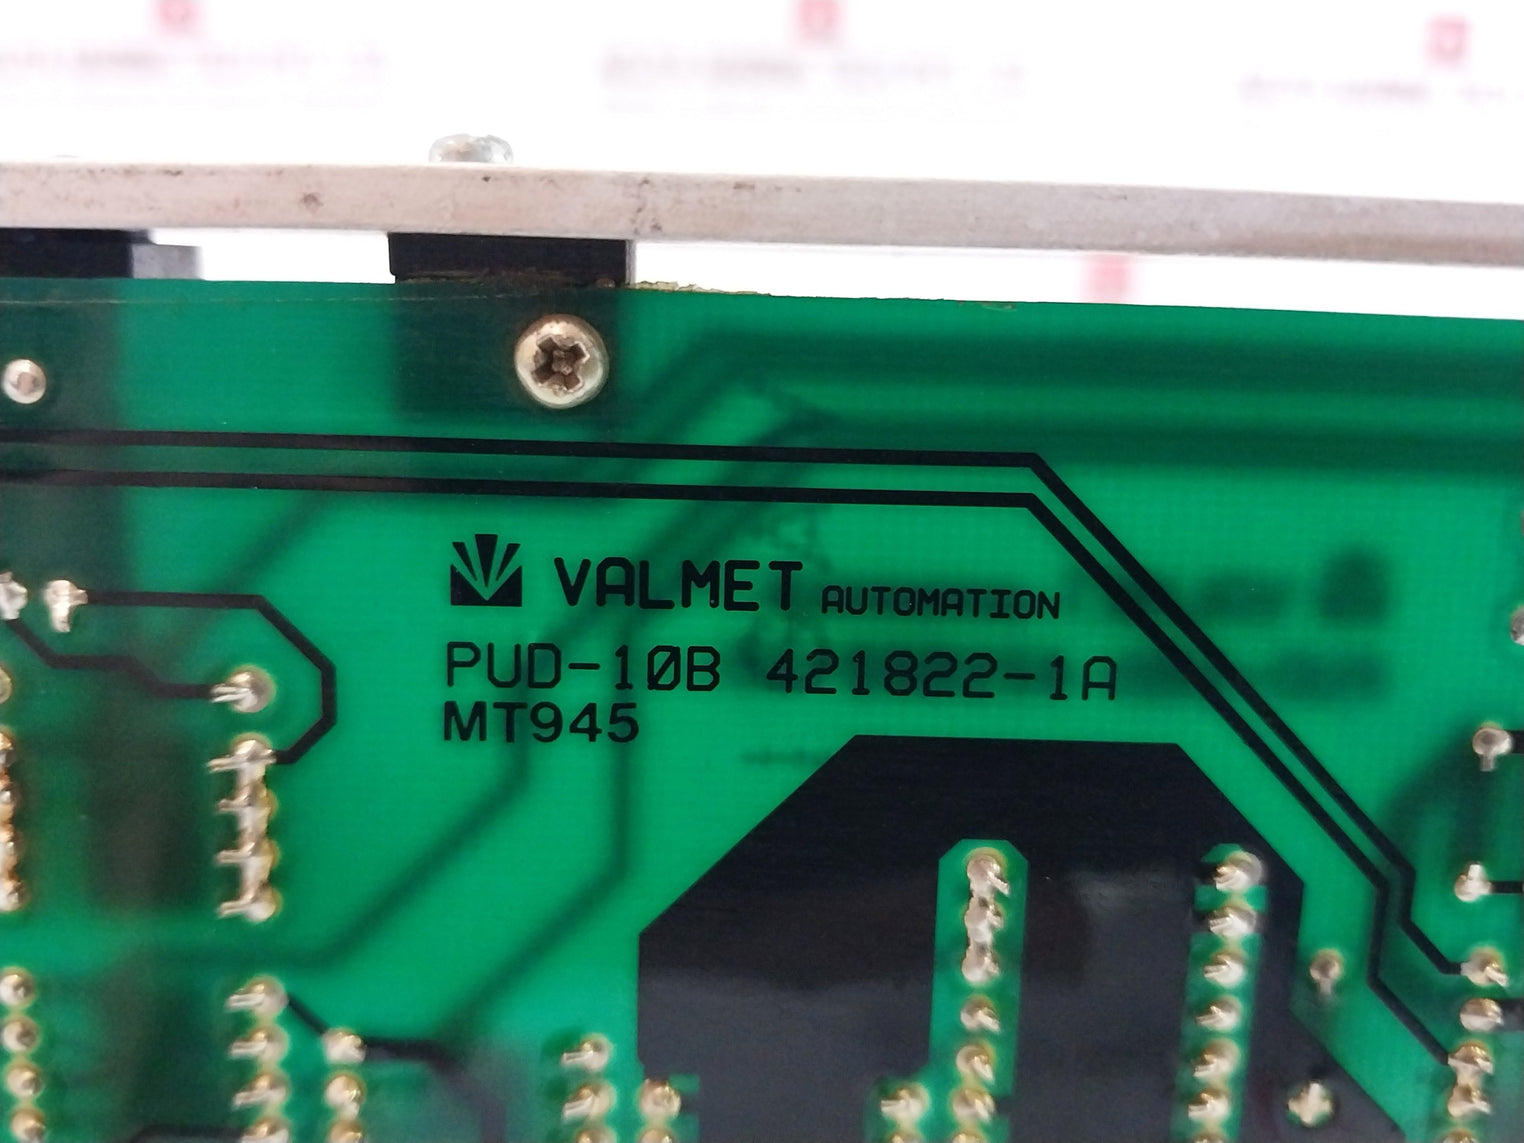 VALMET AUTOMATION
PUD-10B 421822-1A
MT945